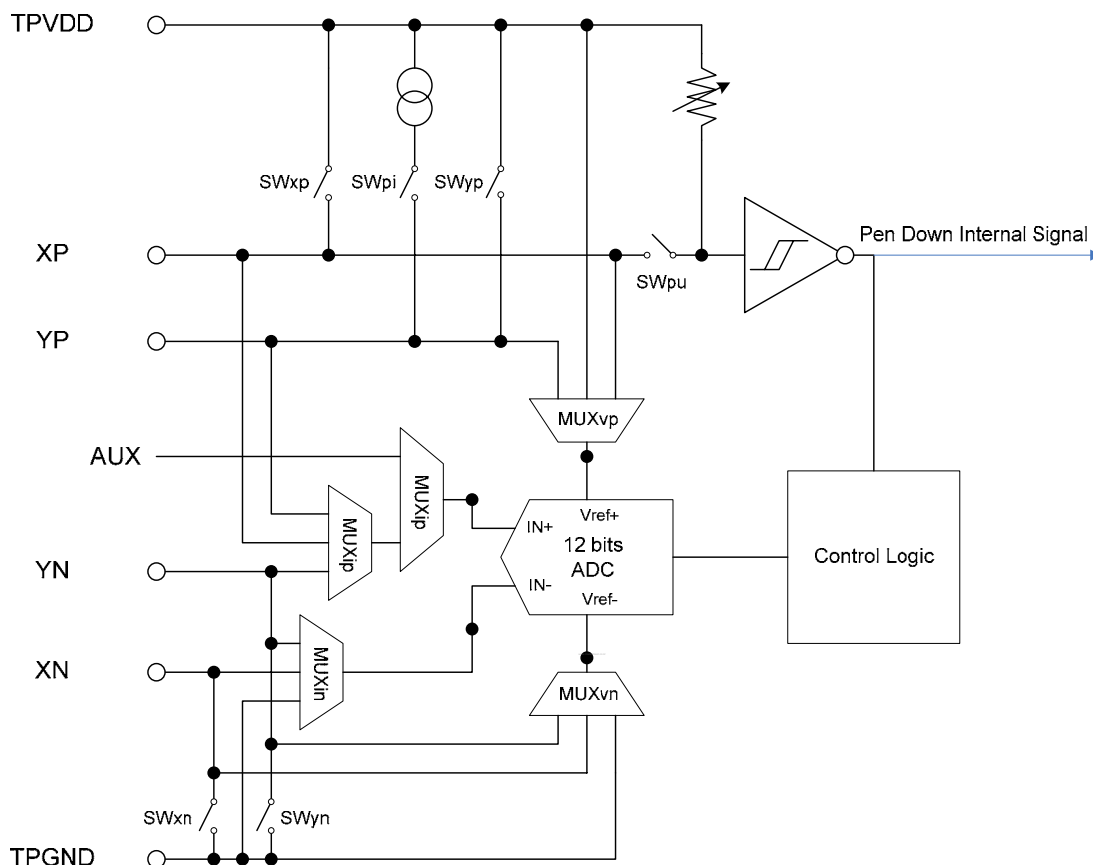 TPVDD
SWxp
SWpi
SWyp
XP
SWpu
Pen Down Internal Signal
YP
MUXvp
AUX
MUXip
MUXip
IN+
Vref+
12 bits
ADC
IN-
Vref-
Control Logic
YN
XN
MUXin
MUXvn
SWxn
SWyn
TPGND